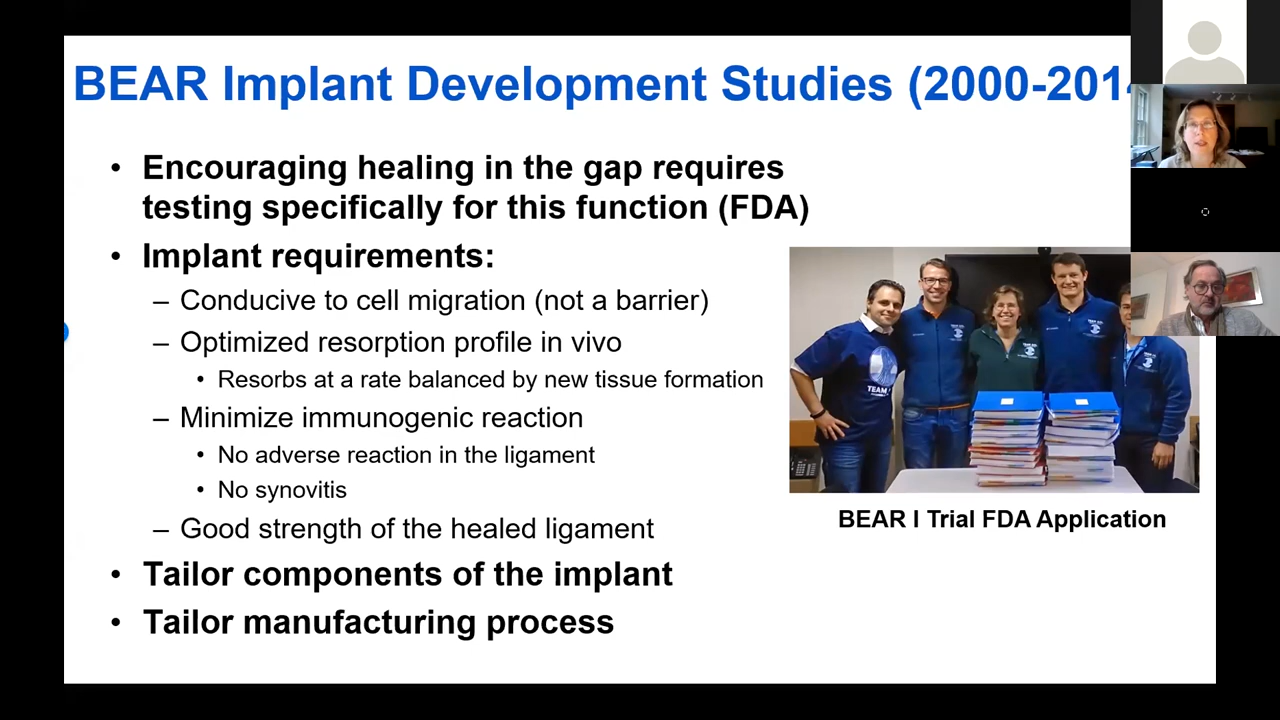 BEAR Implant Development Studies (2000-201
• Encouraging healing in the gap requires
testing specifically for this function (FDA)
• Implant requirements:
– Conducive to cell migration (not a barrier)
– Optimized resorption profile in vivo
• Resorbs at a rate balanced by new tissue formation
– Minimize immunogenic reaction
• No adverse reaction in the ligament
• No synovitis
– Good strength of the healed ligament
• Tailor components of the implant
• Tailor manufacturing process
TEAM
BEAR I Trial FDA Application